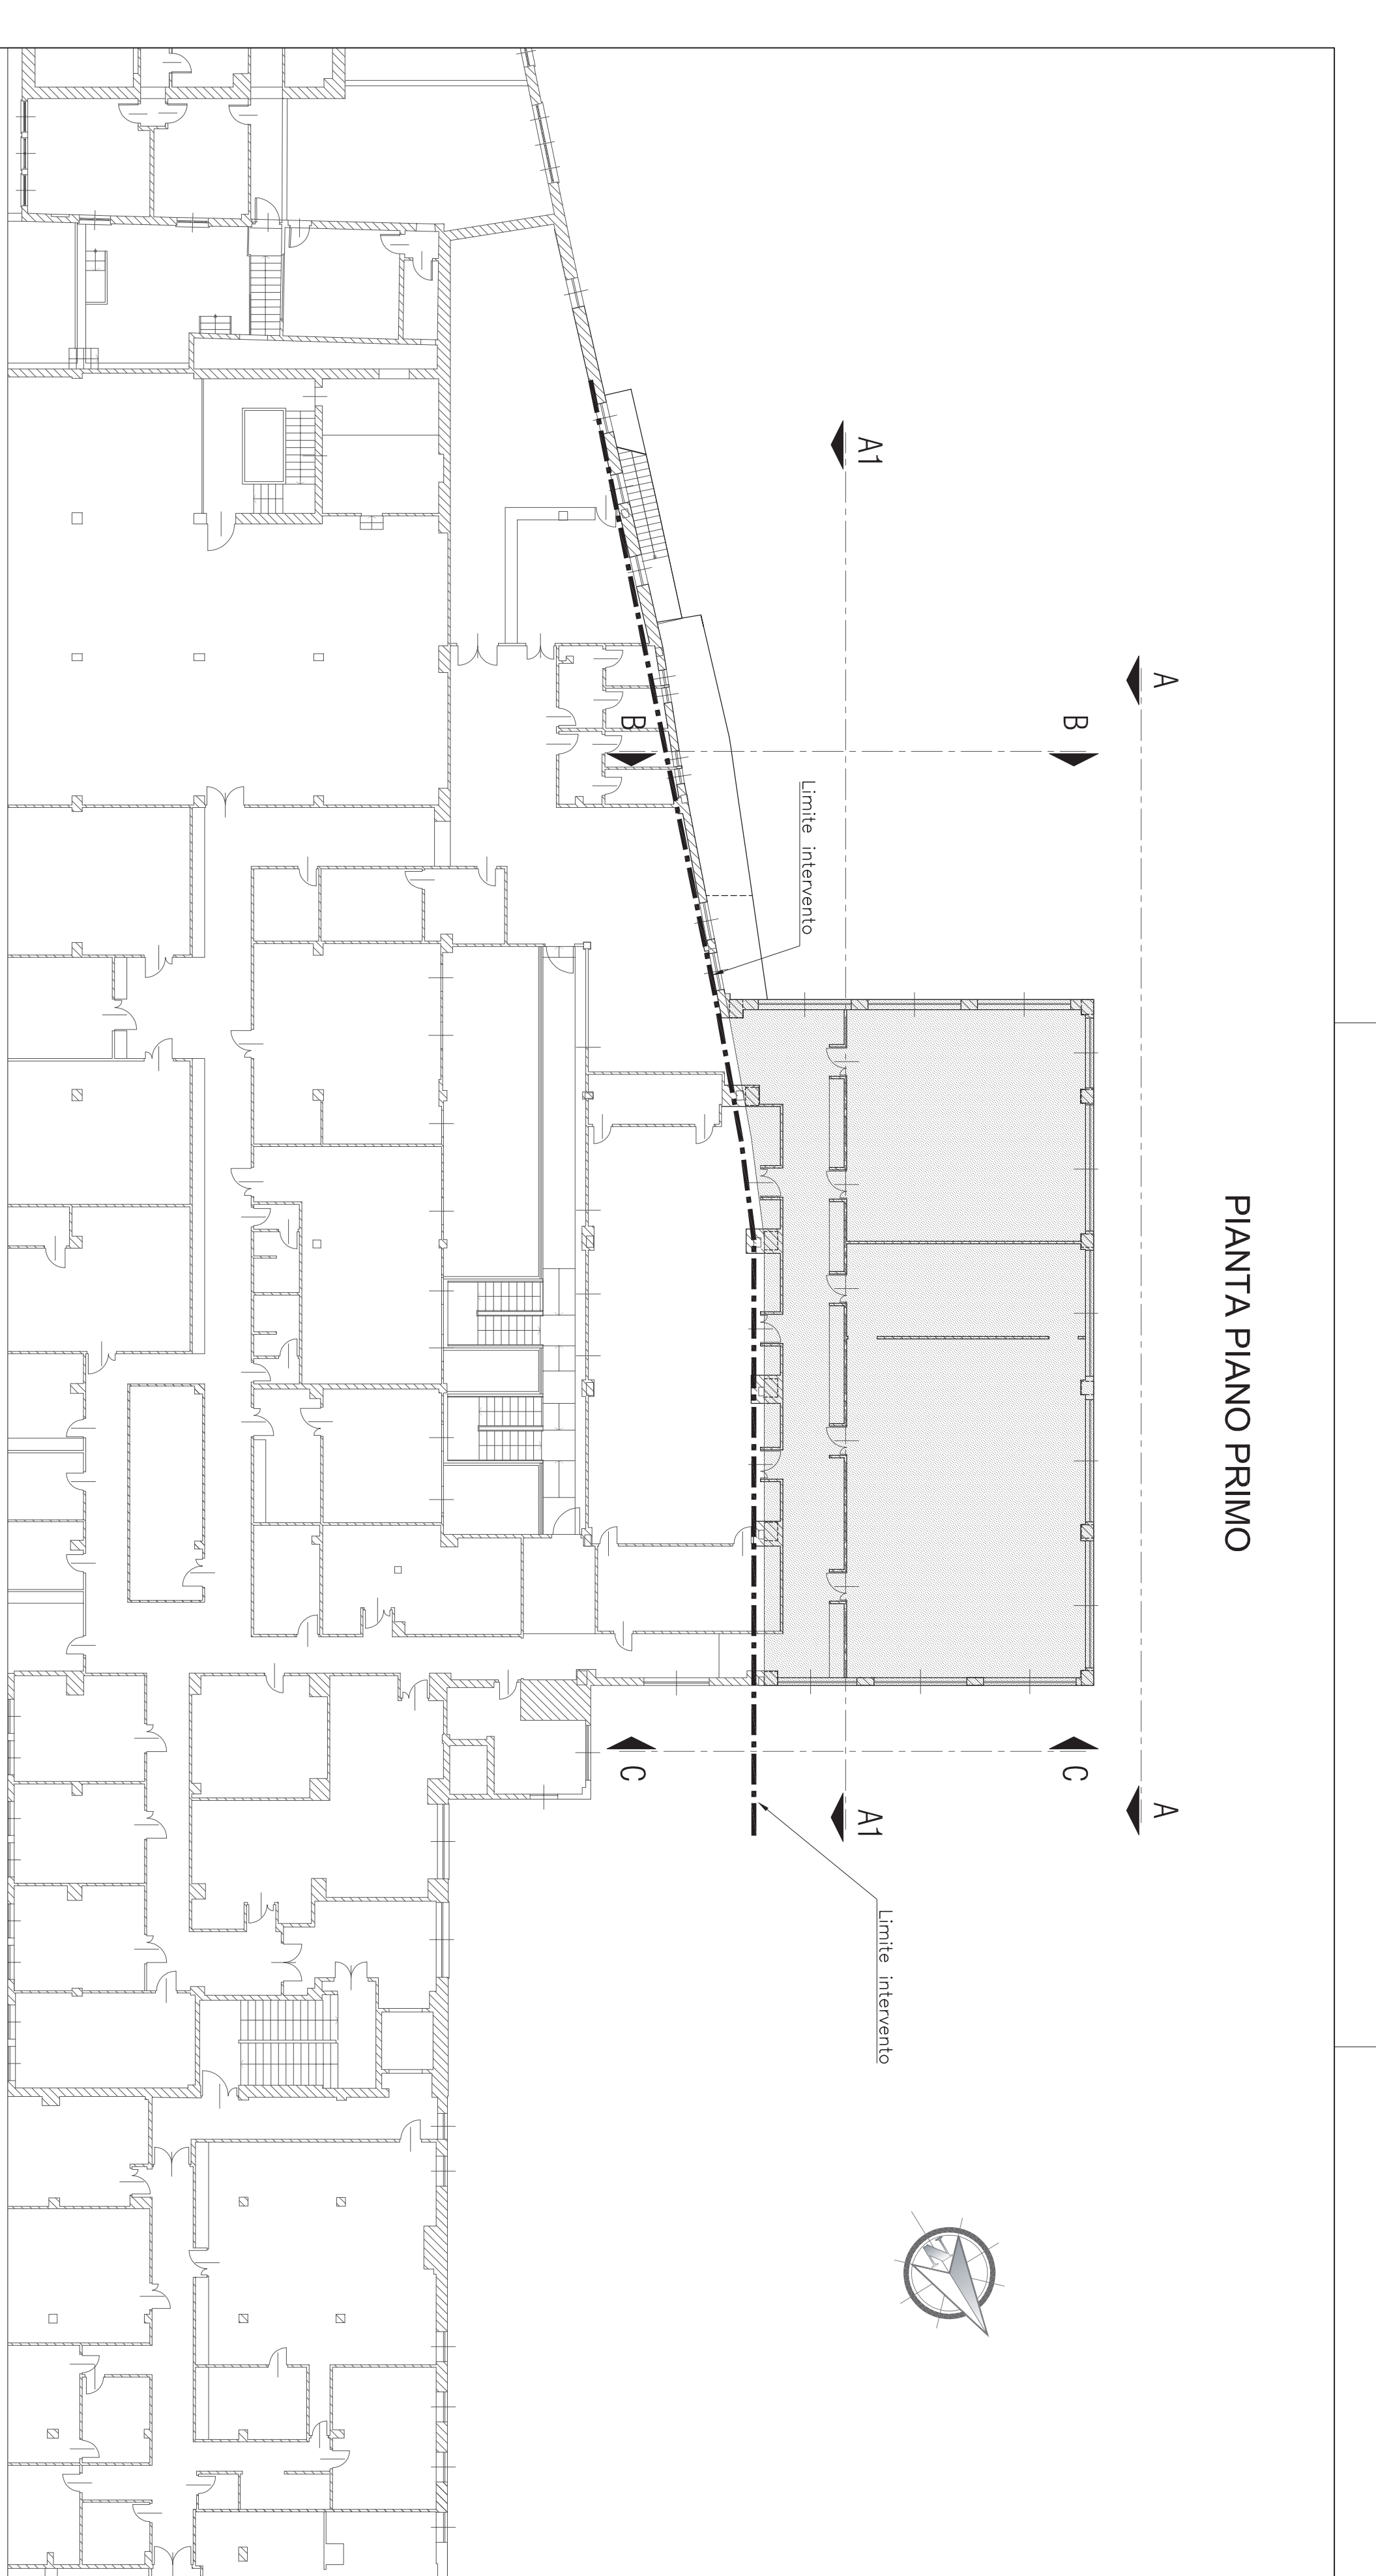 PIANTA PIANO PRIMO
A
A
B
B
A1
A1
Limite intervento
C
C
Limite intervento
N